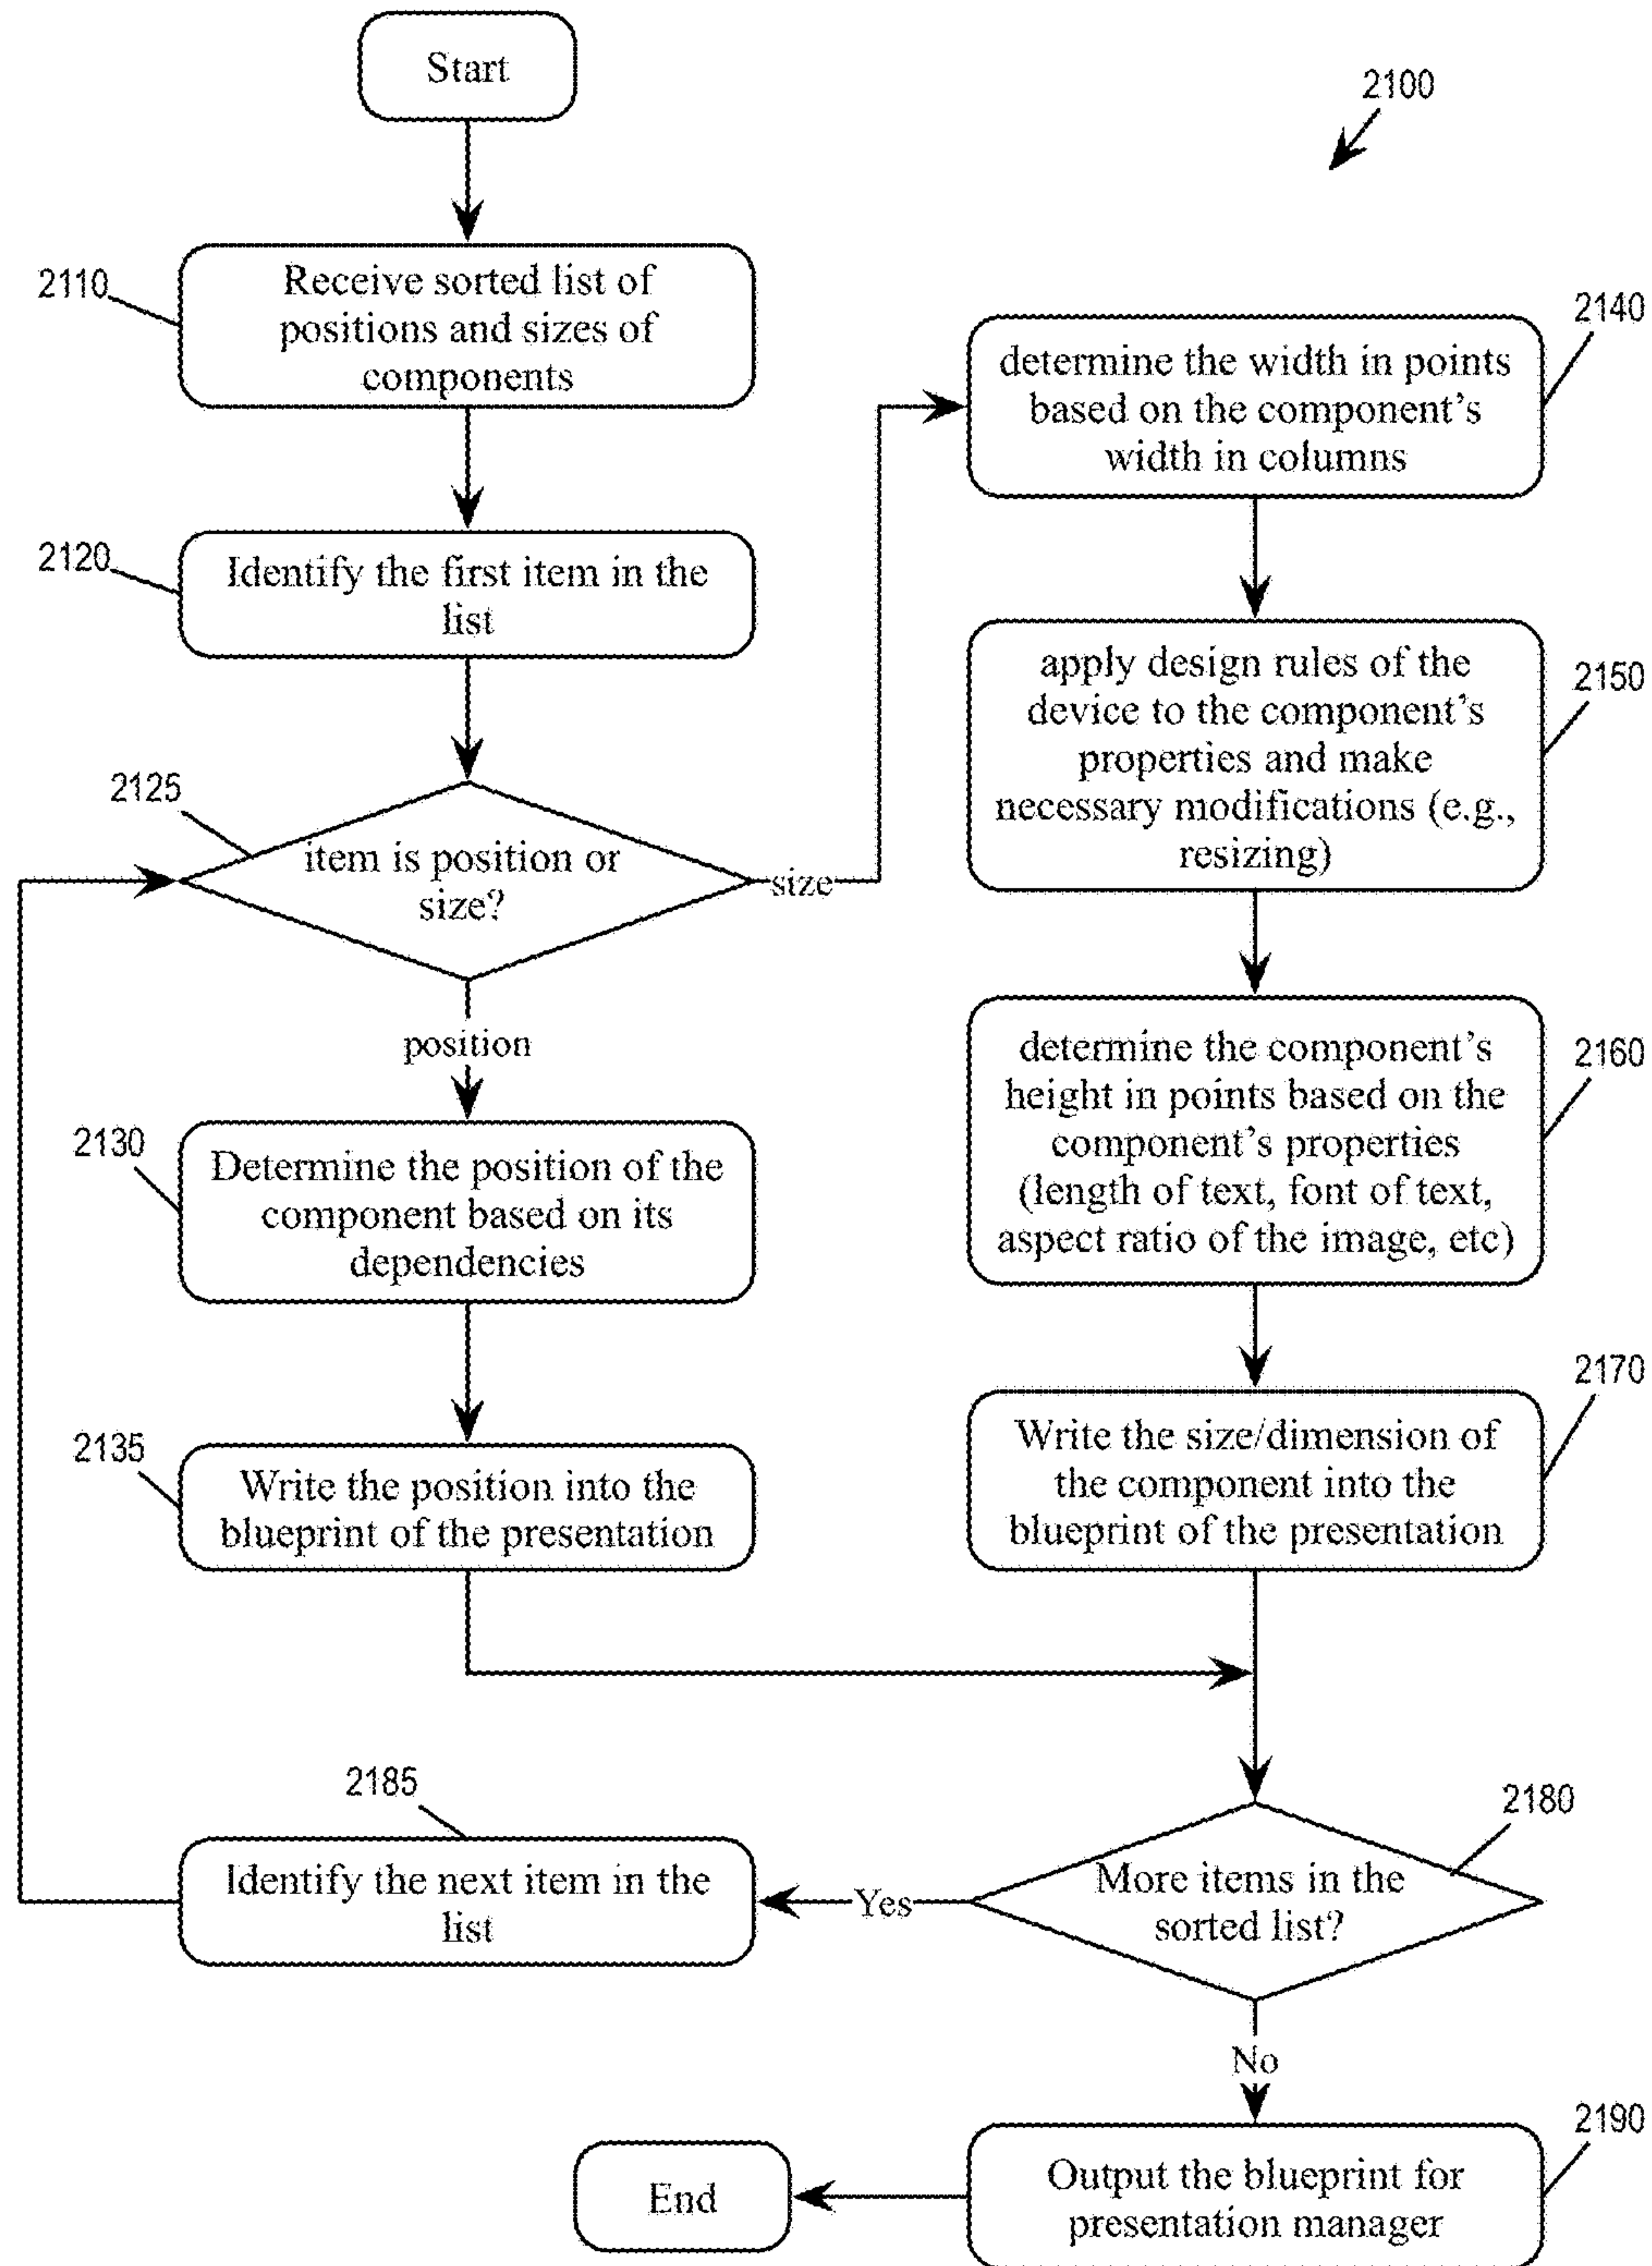 Start
2100
2110
Receive sorted list of
positions and sizes of
components
2120
Identify the first item in the
list
2125
item is position or
size?
size
position
2130
Determine the position of the
component based on its
dependencies
2135
Write the position into the
blueprint of the presentation
2140
determine the width in points
based on the component's
width in columns
2150
apply design rules of the
device to the component's
properties and make
necessary modifications (e.g.,
resizing)
2160
determine the component's
height in points based on the
component's properties
(length of text, font of text,
aspect ratio of the image, etc)
2170
Write the size/dimension of
the component into the
blueprint of the presentation
2180
More items in the
sorted list?
Yes
2185
Identify the next item in the
list
No
2190
Output the blueprint for
presentation manager
End